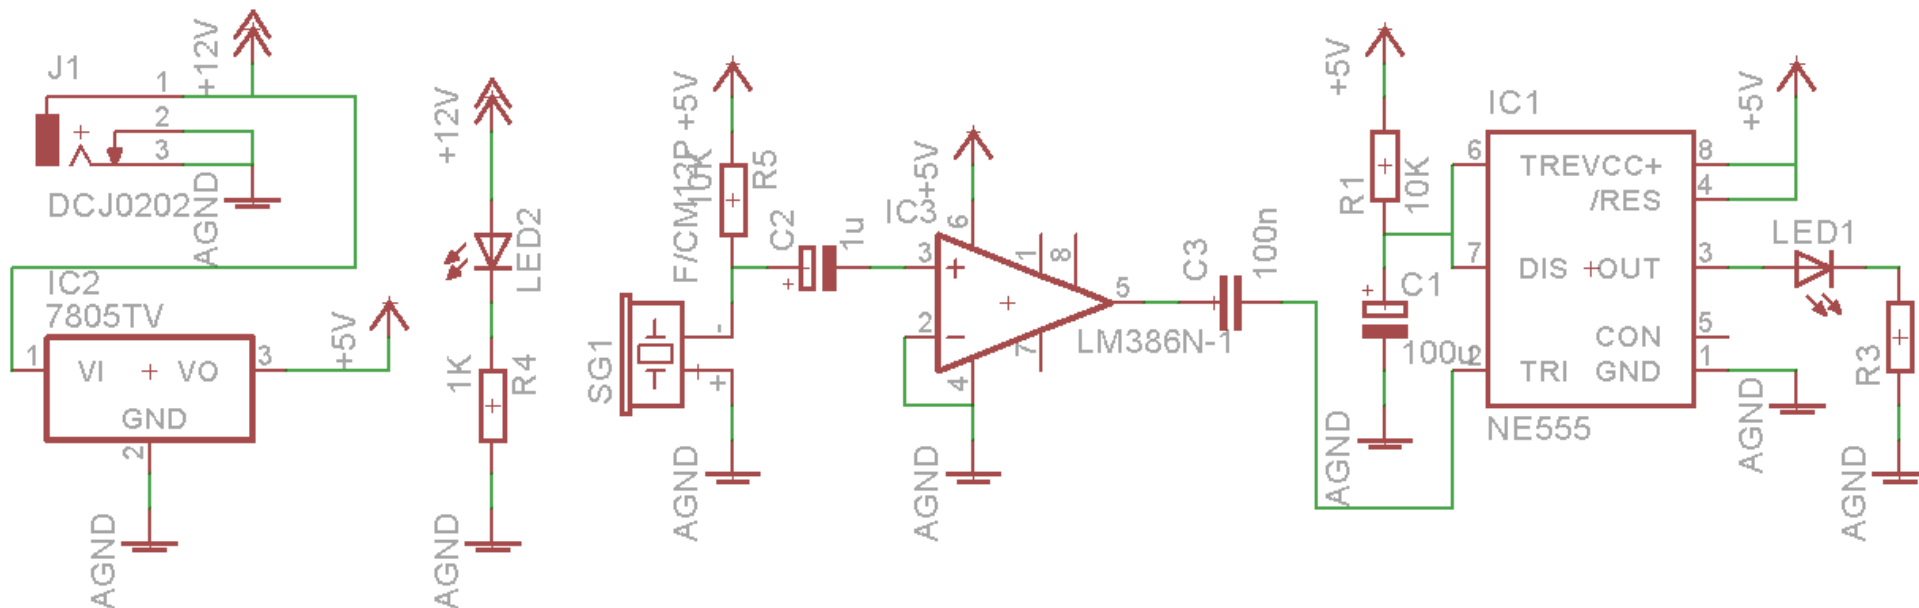 J1
1
2
3
+12V
DCJ0202
AGND
IC2
7805TV
1
VI
VO
3
GND
2
+5V
AGND
+12V
LED2
1K
R4
AGND
F/CM13P
+5V
10K
R5
C2
1u
SG1
-
+
AGND
IC3
+5V
6
3
2
1
8
7
4
5
LM386N-1
AGND
C3
100n
+5V
R1
10K
C1
100u
AGND
IC1
6
7
2
TRE
VCC+
/RES
DIS
OUT
CON
TRI
GND
8
4
3
5
1
NE555
+5V
LED1
AGND
R3
AGND